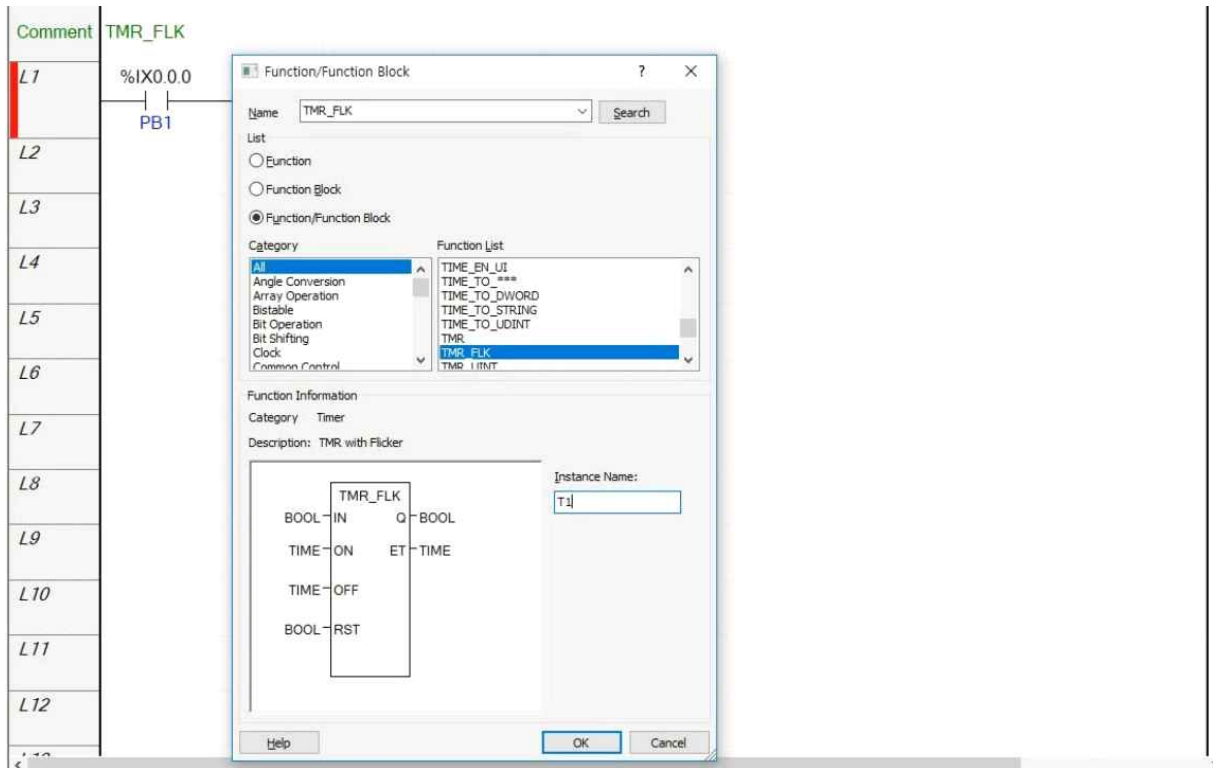 Comment TMR_FLK
L1
%IX0.0.0
PB1
L2
L3
L4
L5
L6
L7
L8
L9
L10
L11
L12
Function/Function Block ? ×
Name TMR_FLK Search
List
Function
Function Block
Function/Function Block
Category Function List
All
Angle Conversion
Array Operation
Bistable
Bit Operation
Bit Shifting
Clock
Common Control
TIME_EN_UI
TIME_TO_***
TIME_TO_DWORD
TIME_TO_STRING
TIME_TO_UDINT
TMR
TMR_FLK
TMR_UINT
Function Information
Category Timer
Description: TMR with Flicker
Instance Name:
T1
TMR_FLK
BOOL IN Q BOOL
TIME ON ET TIME
TIME OFF
BOOL RST
Help OK Cancel